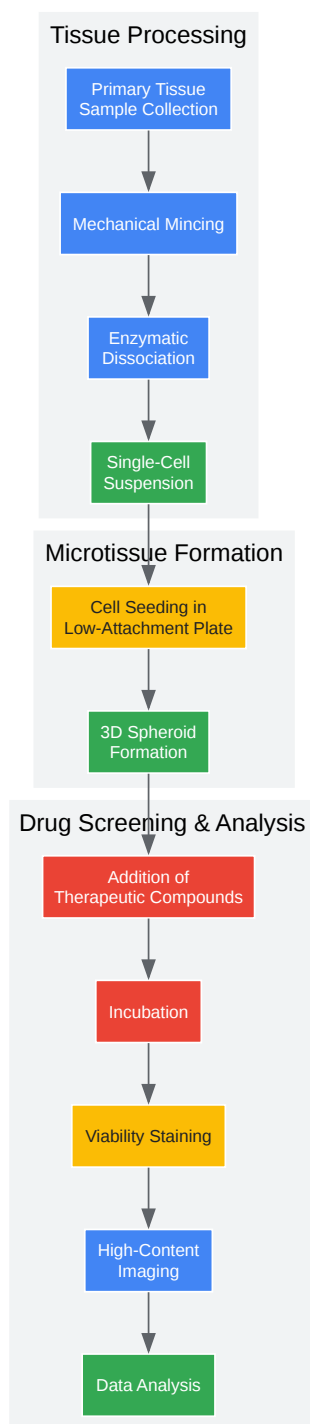 Tissue Processing
Primary Tissue
Sample Collection
Mechanical Mincing
Enzymatic
Dissociation
Single-Cell
Suspension
Microtissue Formation
Cell Seeding in
Low-Attachment Plate
3D Spheroid
Formation
Drug Screening & Analysis
Addition of
Therapeutic Compounds
Incubation
Viability Staining
High-Content
Imaging
Data Analysis